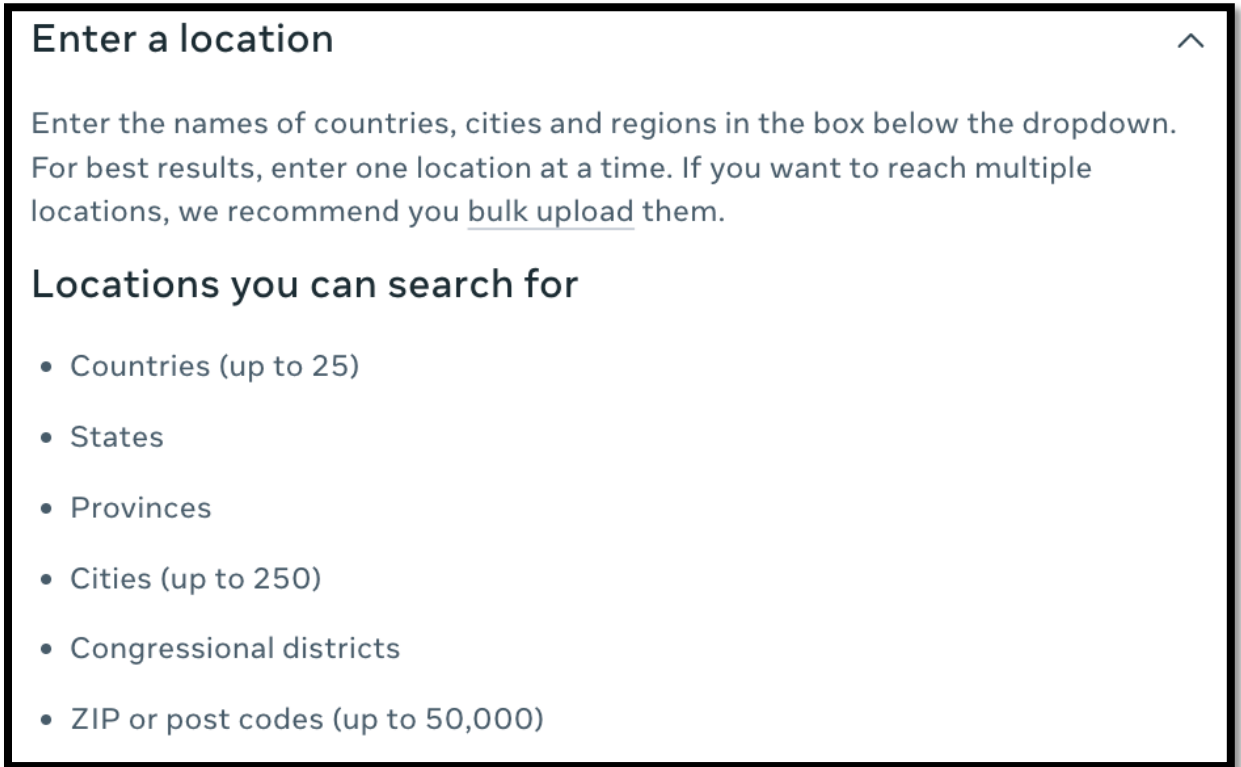 Enter a location
Enter the names of countries, cities and regions in the box below the dropdown.
For best results, enter one location at a time. If you want to reach multiple
locations, we recommend you bulk upload them.
Locations you can search for
• Countries (up to 25)
• States
• Provinces
• Cities (up to 250)
• Congressional districts
• ZIP or post codes (up to 50,000)